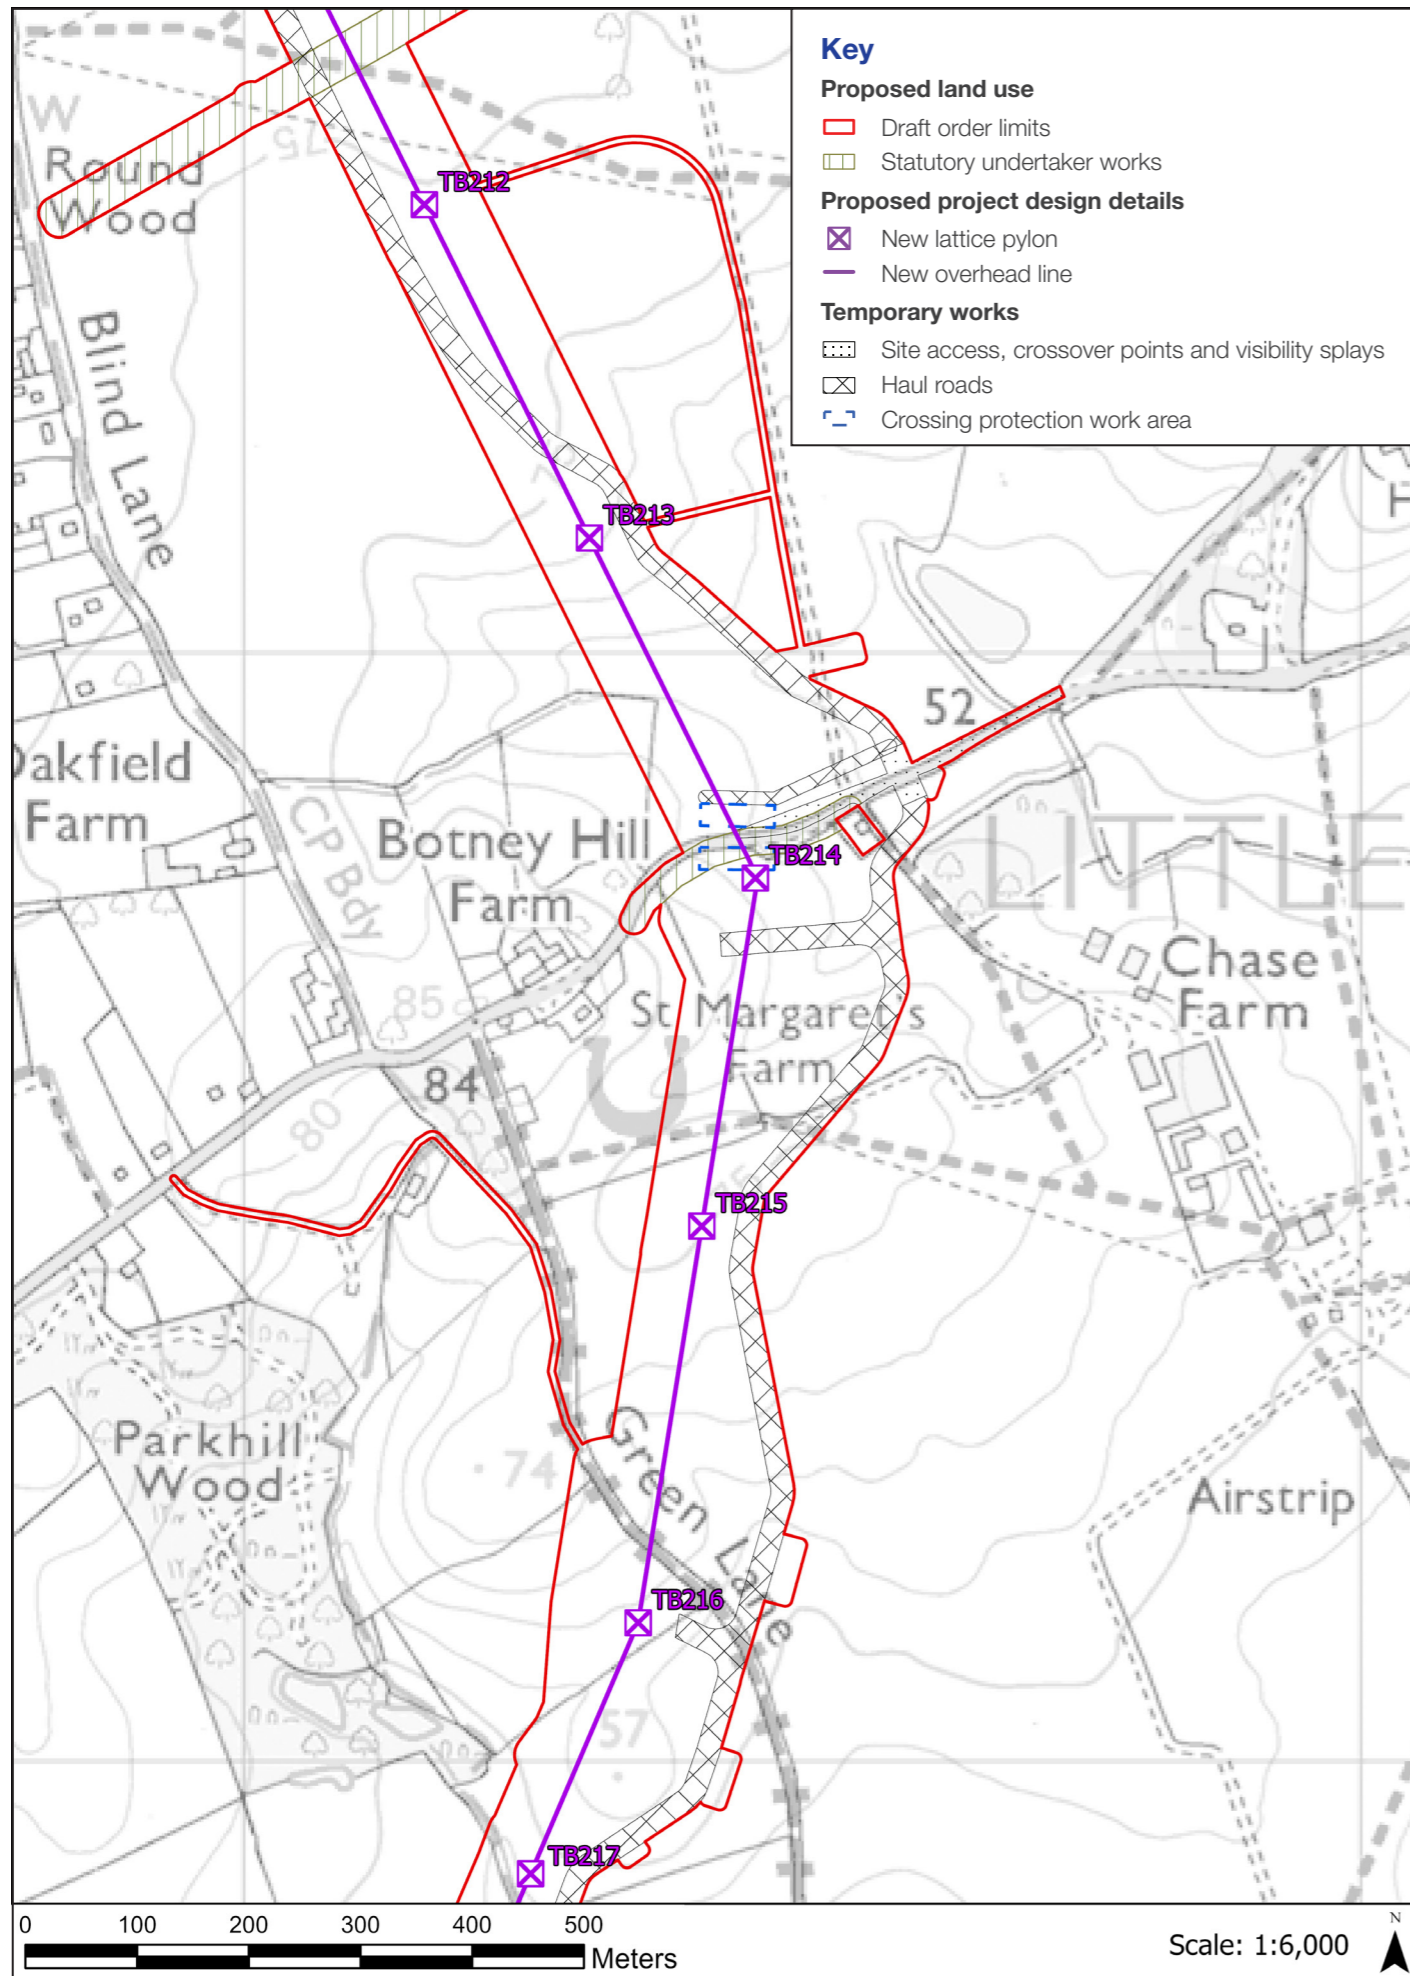 Key
Proposed land use
Draft order limits
Statutory undertaker works
Proposed project design details
New lattice pylon
New overhead line
Temporary works
Site access, crossover points and visibility splays
Haul roads
Crossing protection work area
W
75
Round
Wood
TB212
Blind Lane
TB213
H
52
Oakfield
Farm
CP Bdy
Botney Hill
Farm
TB214
LITTLE
Chase
Farm
85
St Margaret's
Farm
84
80
TB215
Parkhill
Wood
74
Green Lane
Airstrip
TB216
57
TB217
0 100 200 300 400 500
Meters
Scale: 1:6,000
N